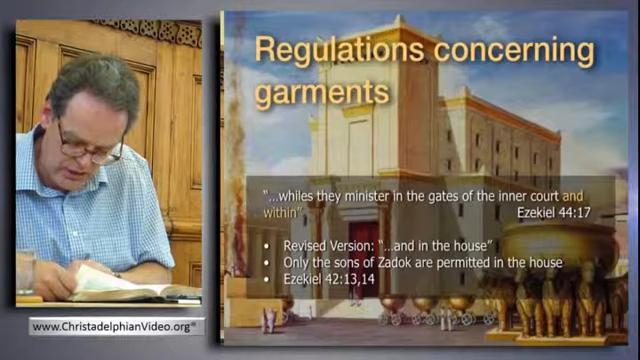 Regulations concerning
garments
"...whiles they minister in the gates of the inner court and
within"
Ezekiel 44:17
• Revised Version: "...and in the house"
• Only the sons of Zadok are permitted in the house
• Ezekiel 42:13,14
www.ChristadelphianVideo.org®